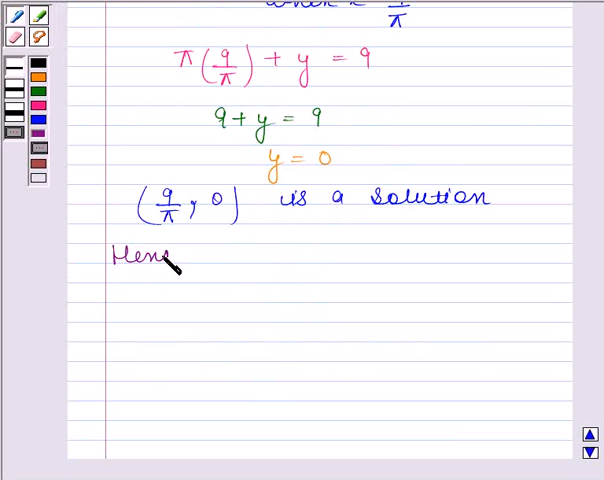 π(9/π) + y = 9
9 + y = 9
y = 0
(9/π, 0) is a solution
Hen